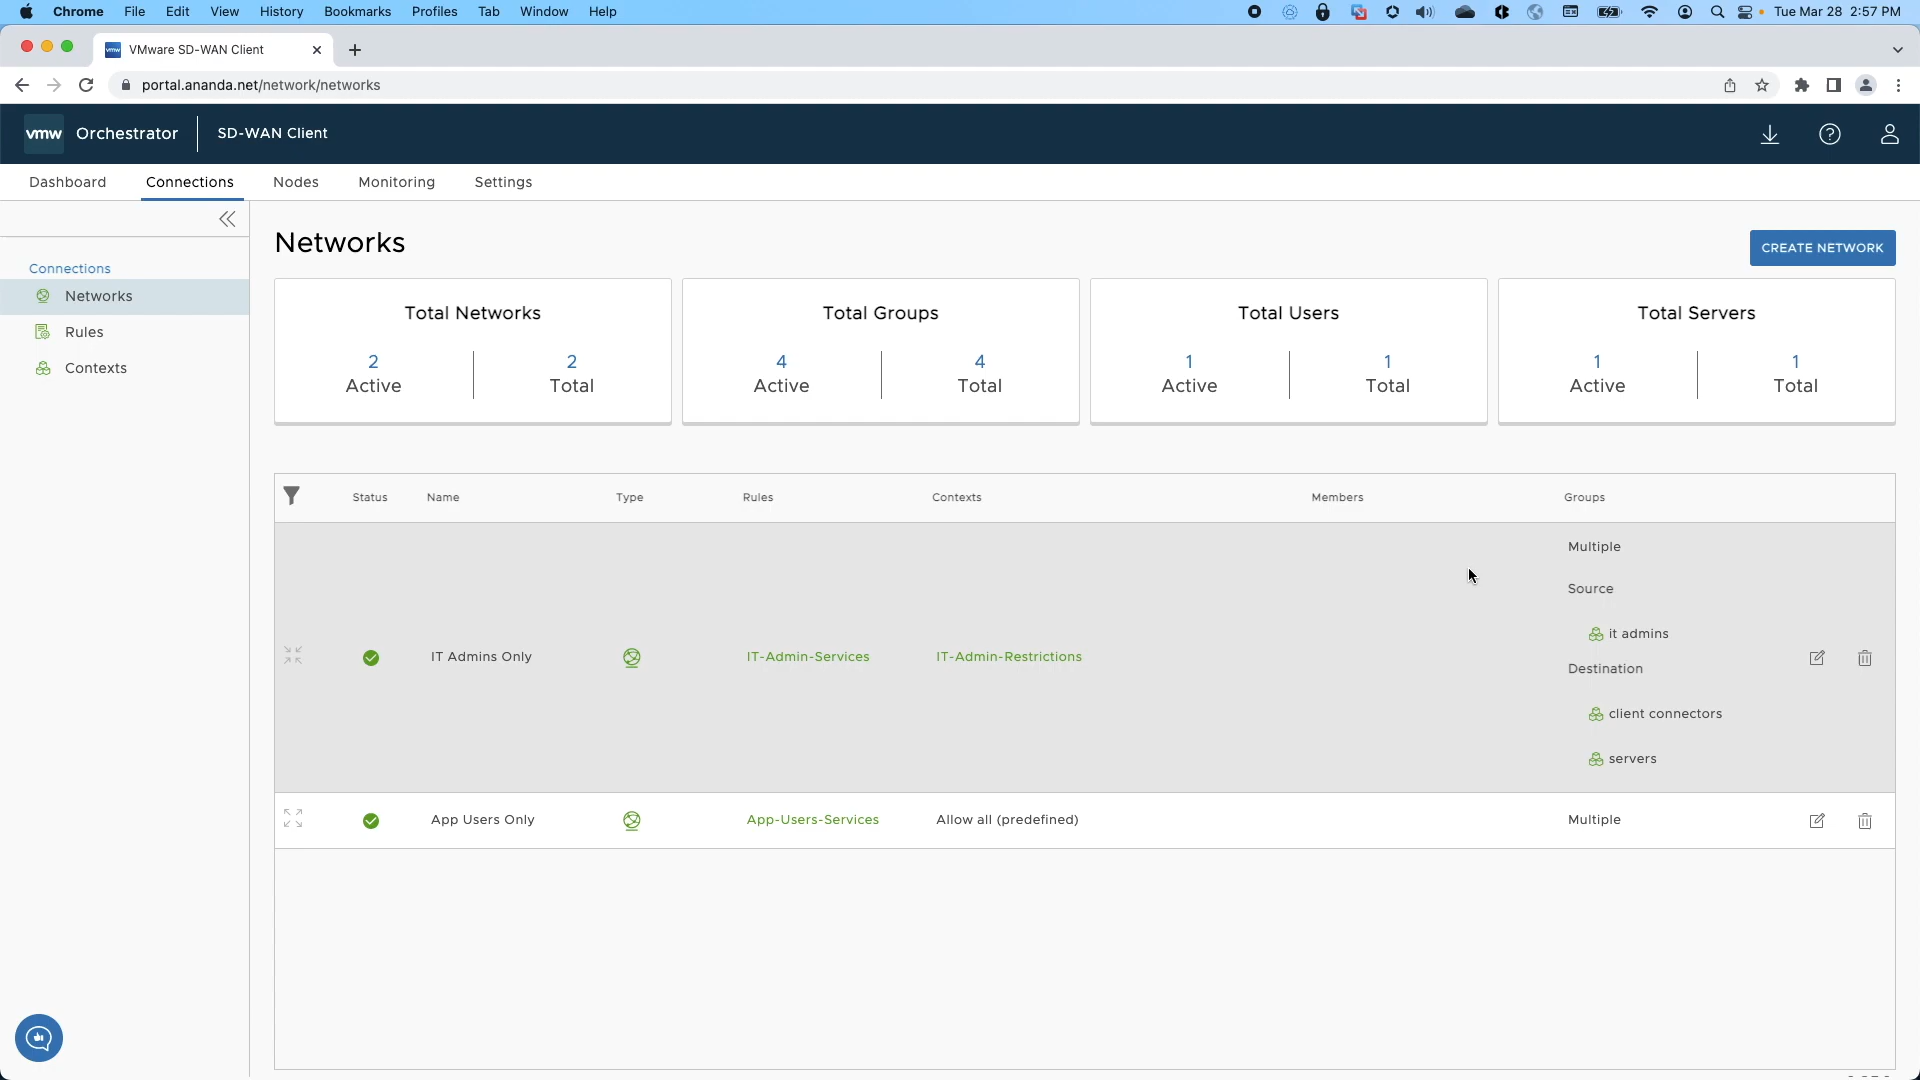 Chrome File Edit View History Bookmarks Profiles Tab Window Help Tue Mar 28 2:57 PM
vmw VMware SD-WAN Client
portal.ananda.net/network/networks
vmw Orchestrator SD-WAN Client
Dashboard Connections Nodes Monitoring Settings
Networks
CREATE NETWORK
Connections
Networks
Rules
Contexts
Total Networks Total Groups Total Users Total Servers
2 2 4 4 1 1 1 1
Active Total Active Total Active Total Active Total
Status Name Type Rules Contexts Members Groups
Multiple
Source
it admins
IT Admins Only IT-Admin-Services IT-Admin-Restrictions
Destination
client connectors
servers
App Users Only App-Users-Services Allow all (predefined) Multiple